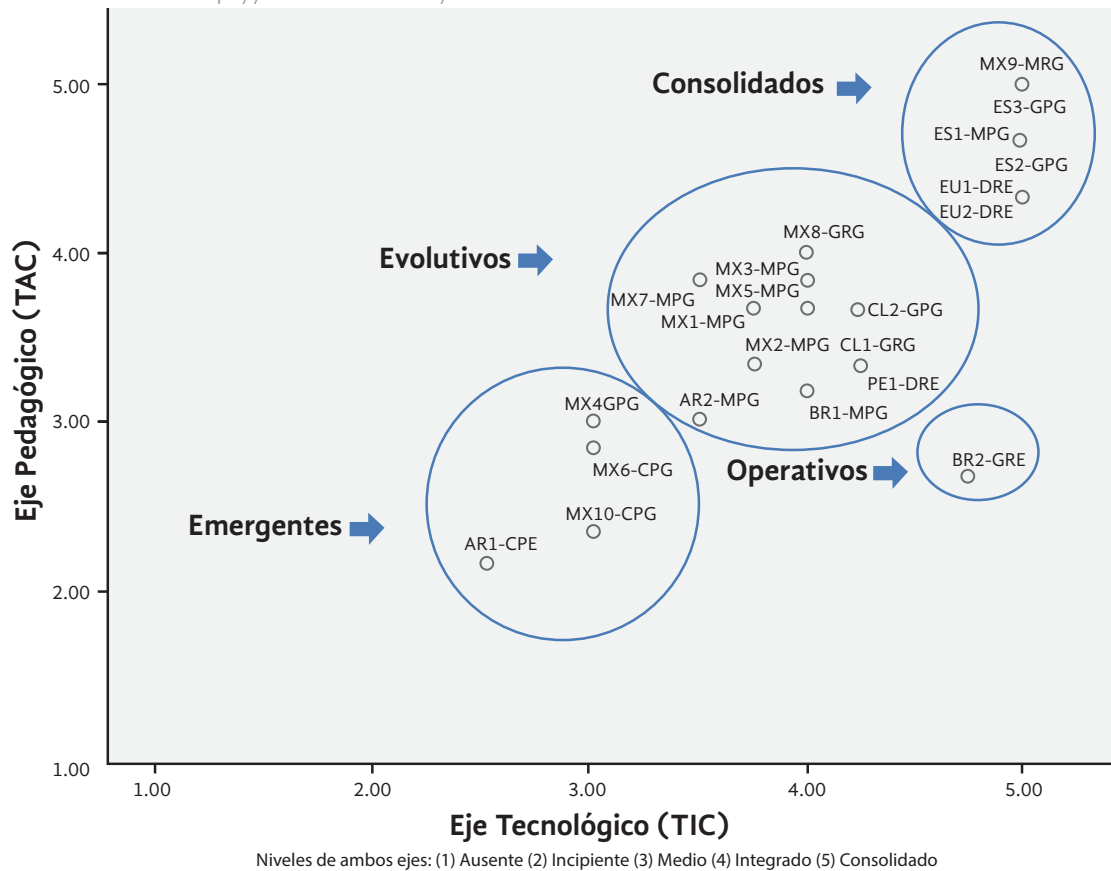 MX9-MRG
5.00
Consolidados
ES3-GPG
ES1-MPG
ES2-GPG
EU1-DRE
EU2-DRE
MX8-GRG
4.00
Evolutivos
MX3-MPG
MX7-MPG
MX5-MPG
CL2-GPG
MX1-MPG
MX2-MPG
CL1-GRG
PE1-DRE
AR2-MPG
BR1-MPG
MX4GPG
3.00
MX6-CPG
Operativos
BR2-GRE
MX10-CPG
Emergentes
AR1-CPE
2.00
1.00
Eje Pedagógico (TAC)
1.00 2.00 3.00 4.00 5.00
Eje Tecnológico (TIC)
Niveles de ambos ejes: (1) Ausente (2) Incipiente (3) Medio (4) Integrado (5) Consolidado